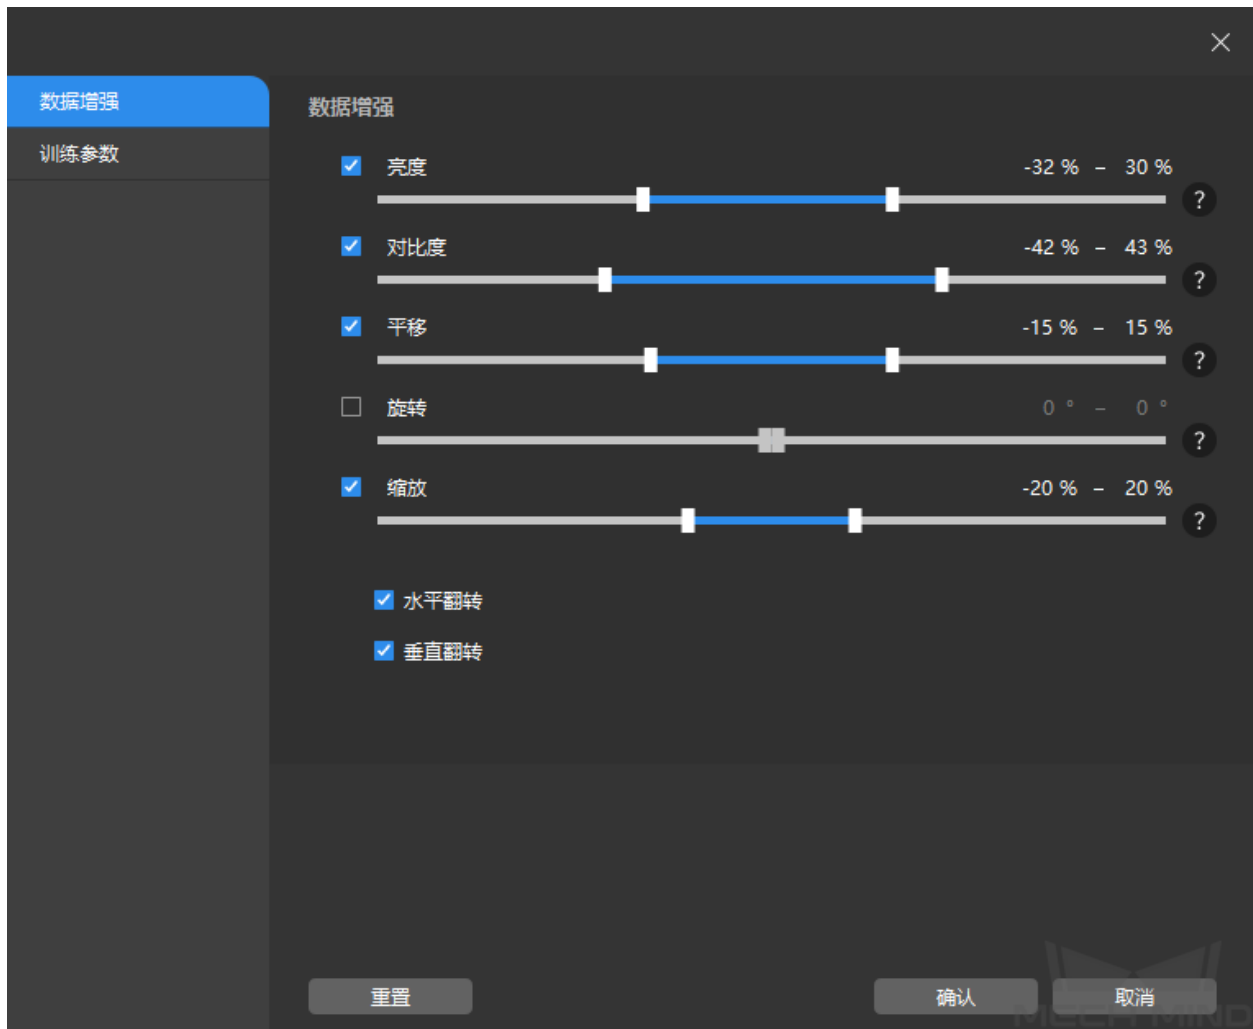 数据增强
训练参数
数据增强
亮度 -32 % – 30 %
?
对比度 -42 % – 43 %
?
平移 -15 % – 15 %
?
旋转 0 ° – 0 °
?
缩放 -20 % – 20 %
?
水平翻转
垂直翻转
重置 确认 取消
MECH MIND